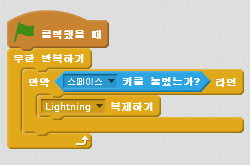 클릭했을 때
무한 반복하기
만약 스페이스 키를 눌렀는가? 라면
Lightning 복제하기